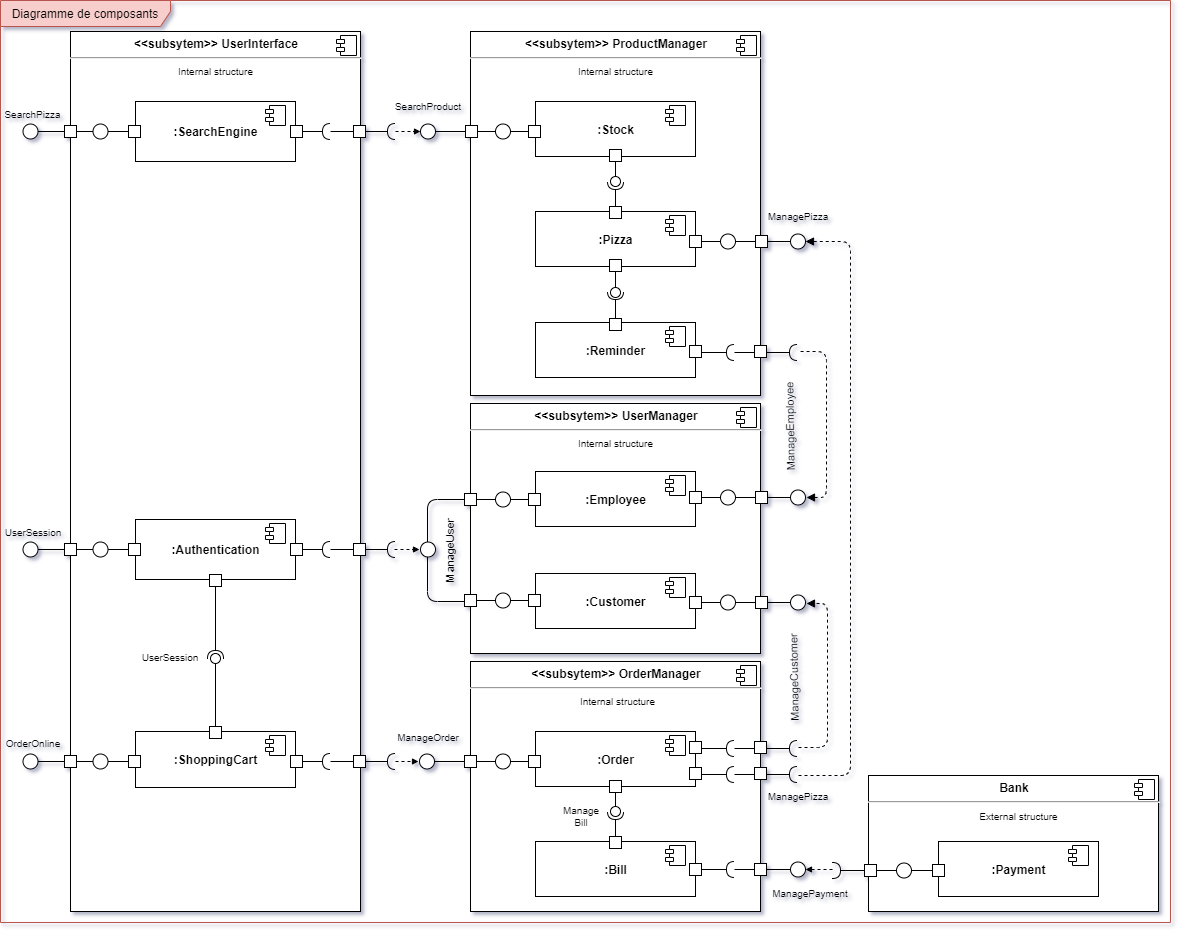 Diagramme de composants
<<subsytem>> UserInterface
Internal structure
SearchPizza
:SearchEngine
SearchProduct
<<subsytem>> ProductManager
Internal structure
:Stock
:Pizza
ManagePizza
:Reminder
ManageEmployee
<<subsytem>> UserManager
Internal structure
:Employee
UserSession
:Authentication
ManageUser
:Customer
ManageCustomer
UserSession
<<subsytem>> OrderManager
Internal structure
OrderOnline
:ShoppingCart
ManageOrder
:Order
ManagePizza
Manage
Bill
:Bill
ManagePayment
Bank
External structure
:Payment